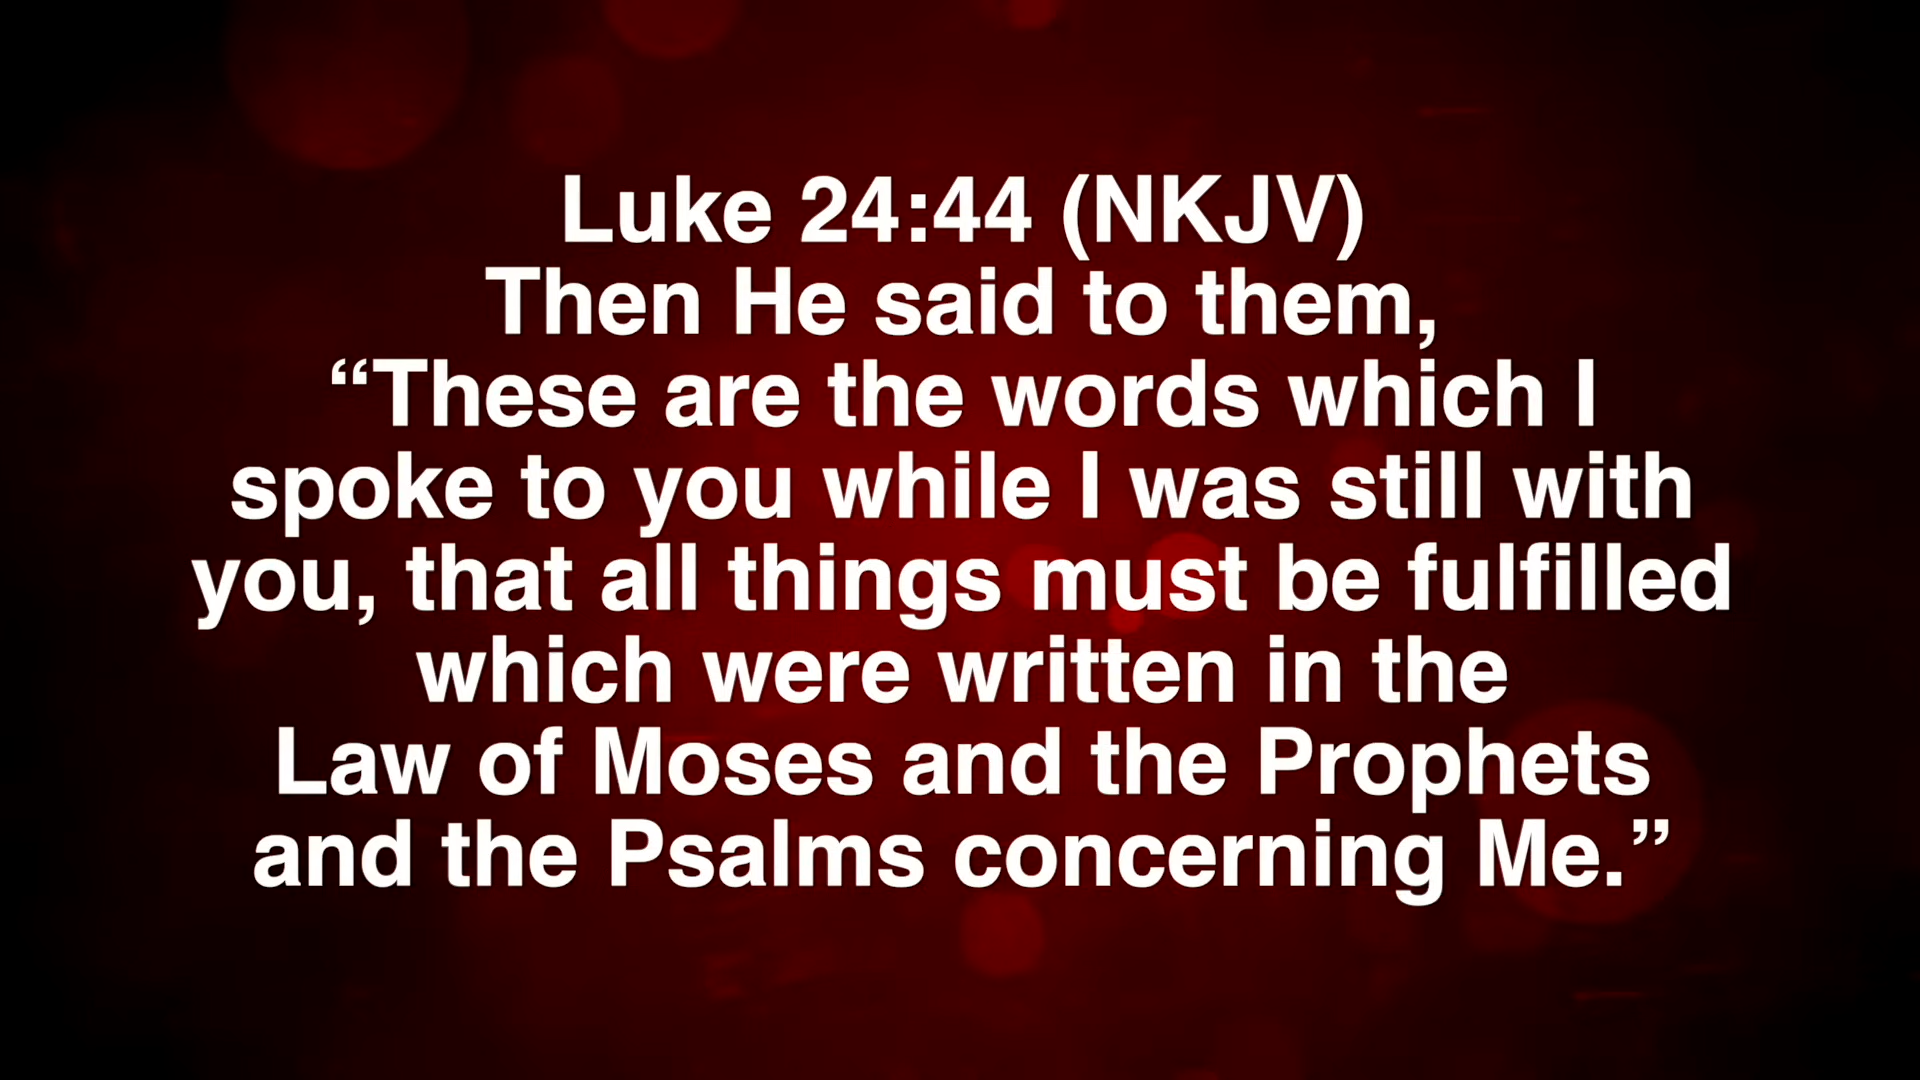 Luke 24:44 (NKJV)
Then He said to them,
“These are the words which I
spoke to you while I was still with
you, that all things must be fulfilled
which were written in the
Law of Moses and the Prophets
and the Psalms concerning Me.”